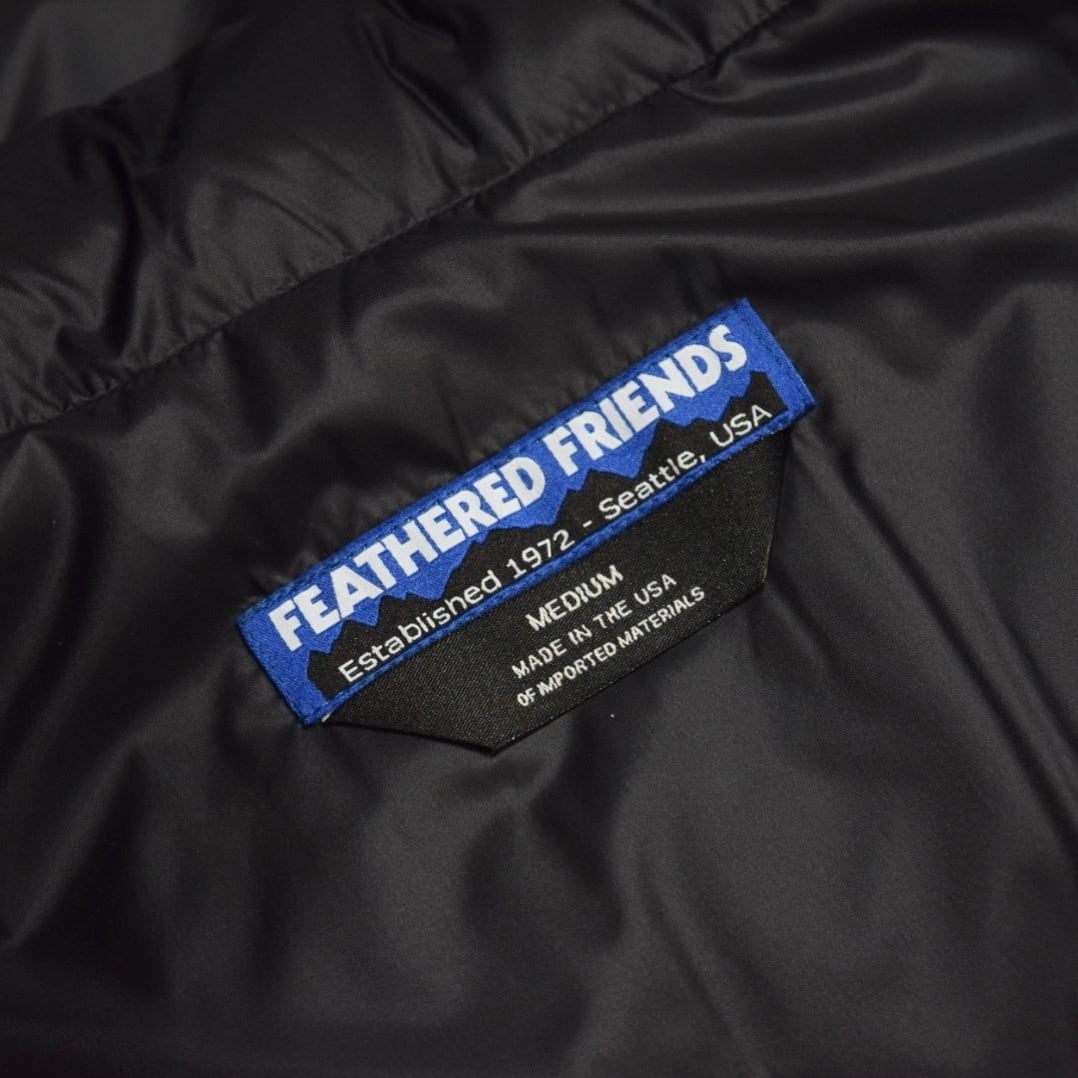 FEATHERED FRIENDS
Established 1972 - Seattle, USA
MEDIUM
MADE IN THE USA
OF IMPORTED MATERIALS